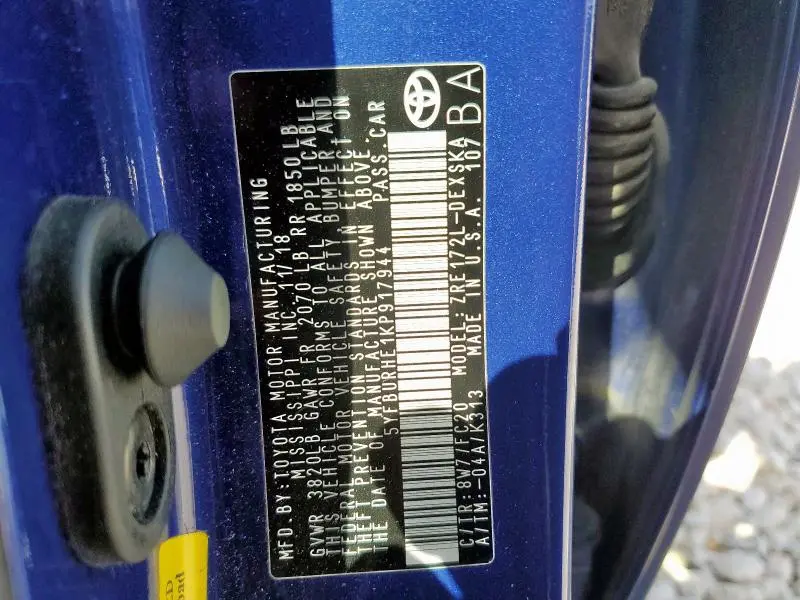 MFD.BY:TOYOTA MOTOR MANUFACTURING
MISSISSIPPI INC. 11/18
GVWR 3820LB GAWR FR 2070 LB RR 1850 LB
THIS VEHICLE CONFORMS TO ALL APPLICABLE
FEDERAL MOTOR VEHICLE SAFETY, BUMPER AND
THEFT PREVENTION STANDARDS IN EFFECT ON
THE DATE OF MANUFACTURE SHOWN ABOVE.
5YFBURHE1KP917944 PASS.CAR
C/TR:8W7/FC20 MODEL:ZRE172L-DEXSKA
A/TM:-04A/K313 MADE IN U.S.A. 107
BA